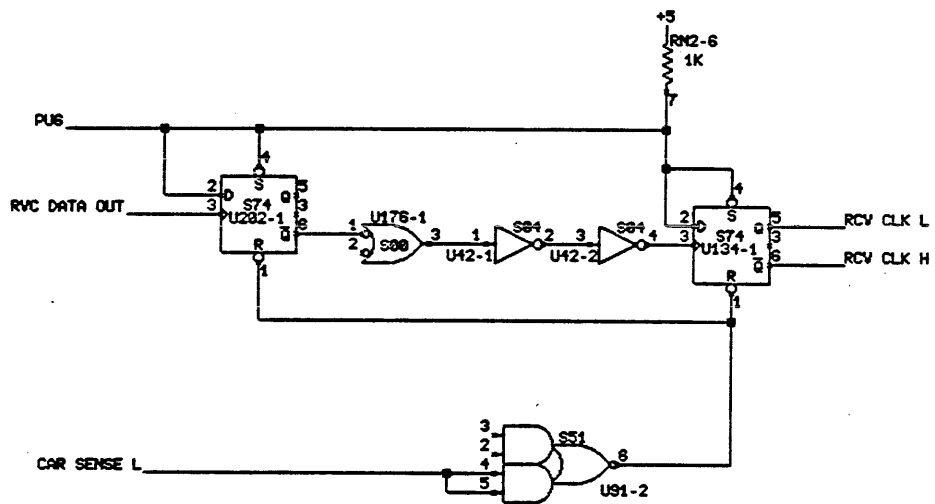 +5
RN2-6
1K
7
PU6
4
4
2 D S Q 5
S74
3 U202-1 3
Q 6
R
1
RVC DATA OUT
U176-1
1
2
S00
3
S04
1 2
U42-1
S04
3 4
U42-2
2 D S Q 5
S74
3 U134-1 3
Q 6
R
1
RCV CLK L
RCV CLK H
3
2
4
5
S51
6
U91-2
CAR SENSE L